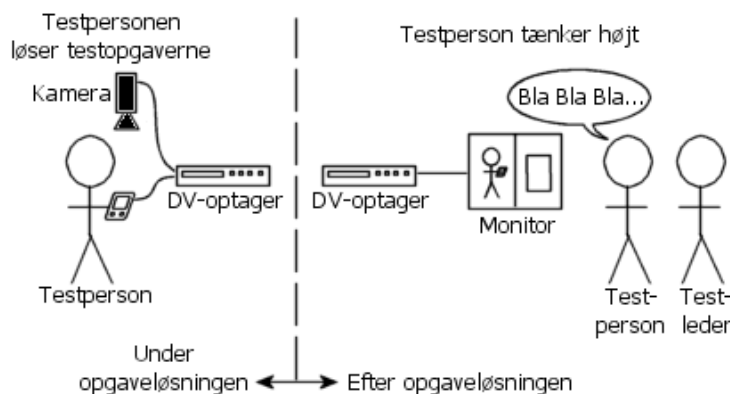 Testpersonen
løser testopgaverne
Kamera
DV-optager
Testperson
Testperson tænker højt
Bla Bla Bla...
DV-optager
Monitor
Test-
person
Test-
leder
Under
opgaveløsningen
Efter opgaveløsningen